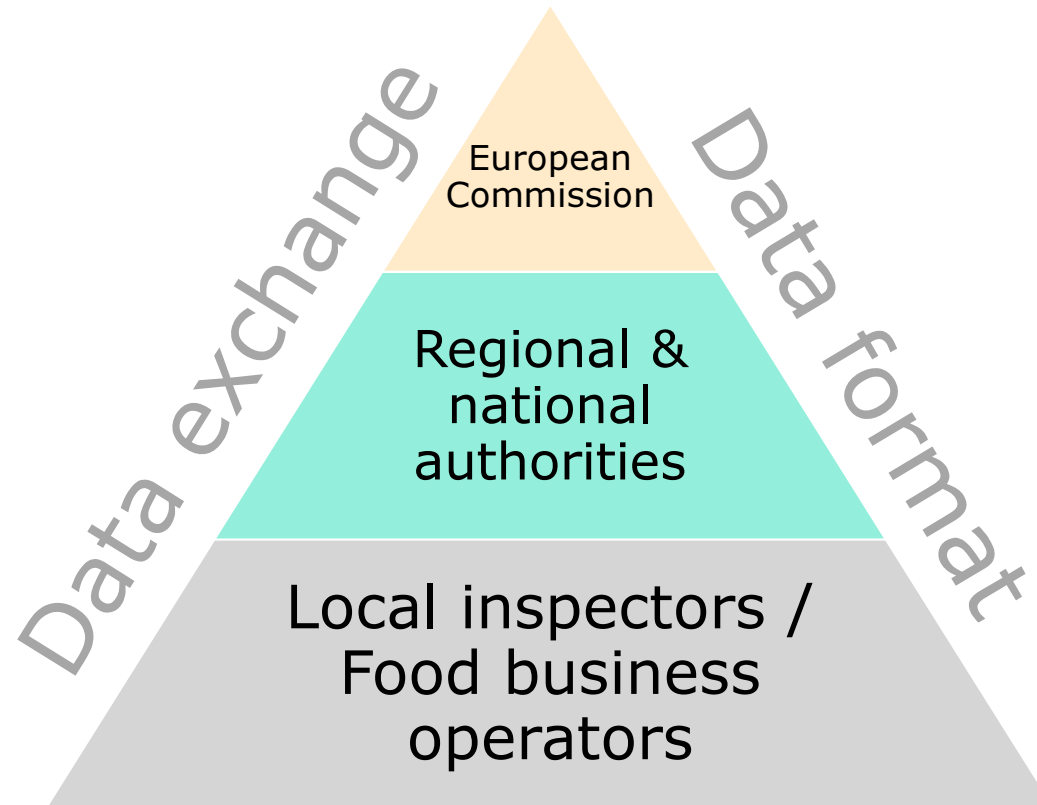 Data exchange
Data format
European
Commission
Regional &
national
authorities
Local inspectors /
Food business
operators